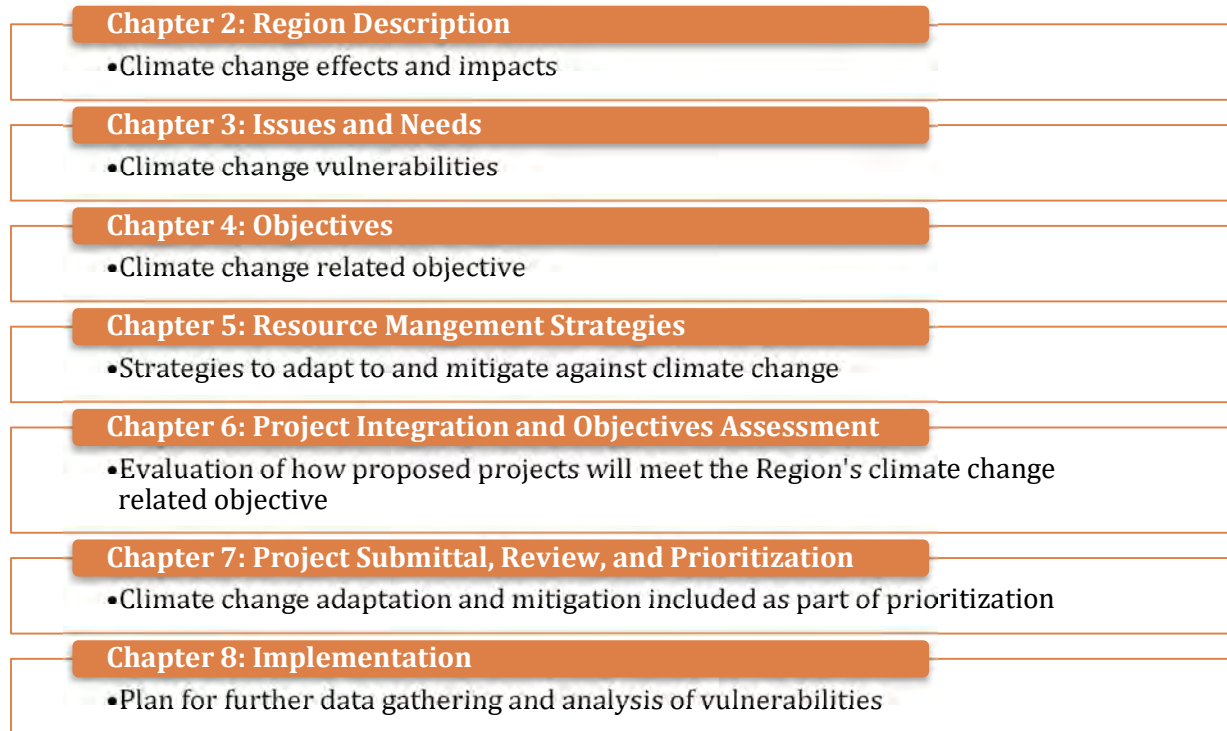 Chapter 2: Region Description
•Climate change effects and impacts
Chapter 3: Issues and Needs
•Climate change vulnerabilities
Chapter 4: Objectives
•Climate change related objective
Chapter 5: Resource Mangement Strategies
•Strategies to adapt to and mitigate against climate change
Chapter 6: Project Integration and Objectives Assessment
•Evaluation of how proposed projects will meet the Region's climate change
related objective
Chapter 7: Project Submittal, Review, and Prioritization
•Climate change adaptation and mitigation included as part of prioritization
Chapter 8: Implementation
•Plan for further data gathering and analysis of vulnerabilities